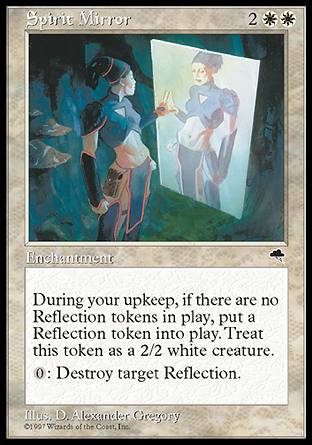 Spirit Mirror 2
Enchantment
During your upkeep, if there are no
Reflection tokens in play, put a
Reflection token into play. Treat
this token as a 2/2 white creature.
0: Destroy target Reflection.
Illus. D. Alexander Gregory
©1997 Wizards of the Coast, Inc.